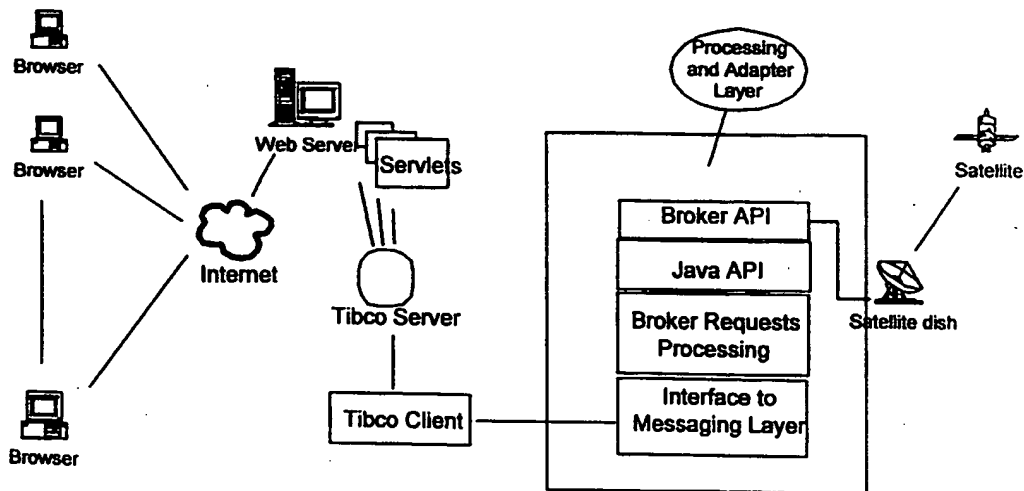 Browser
Browser
Browser
Internet
Web Server
Servlets
Tibco Server
Tibco Client
Processing
and Adapter
Layer
Broker API
Java API
Broker Requests
Processing
Interface to
Messaging Layer
Satellite
Satellite dish